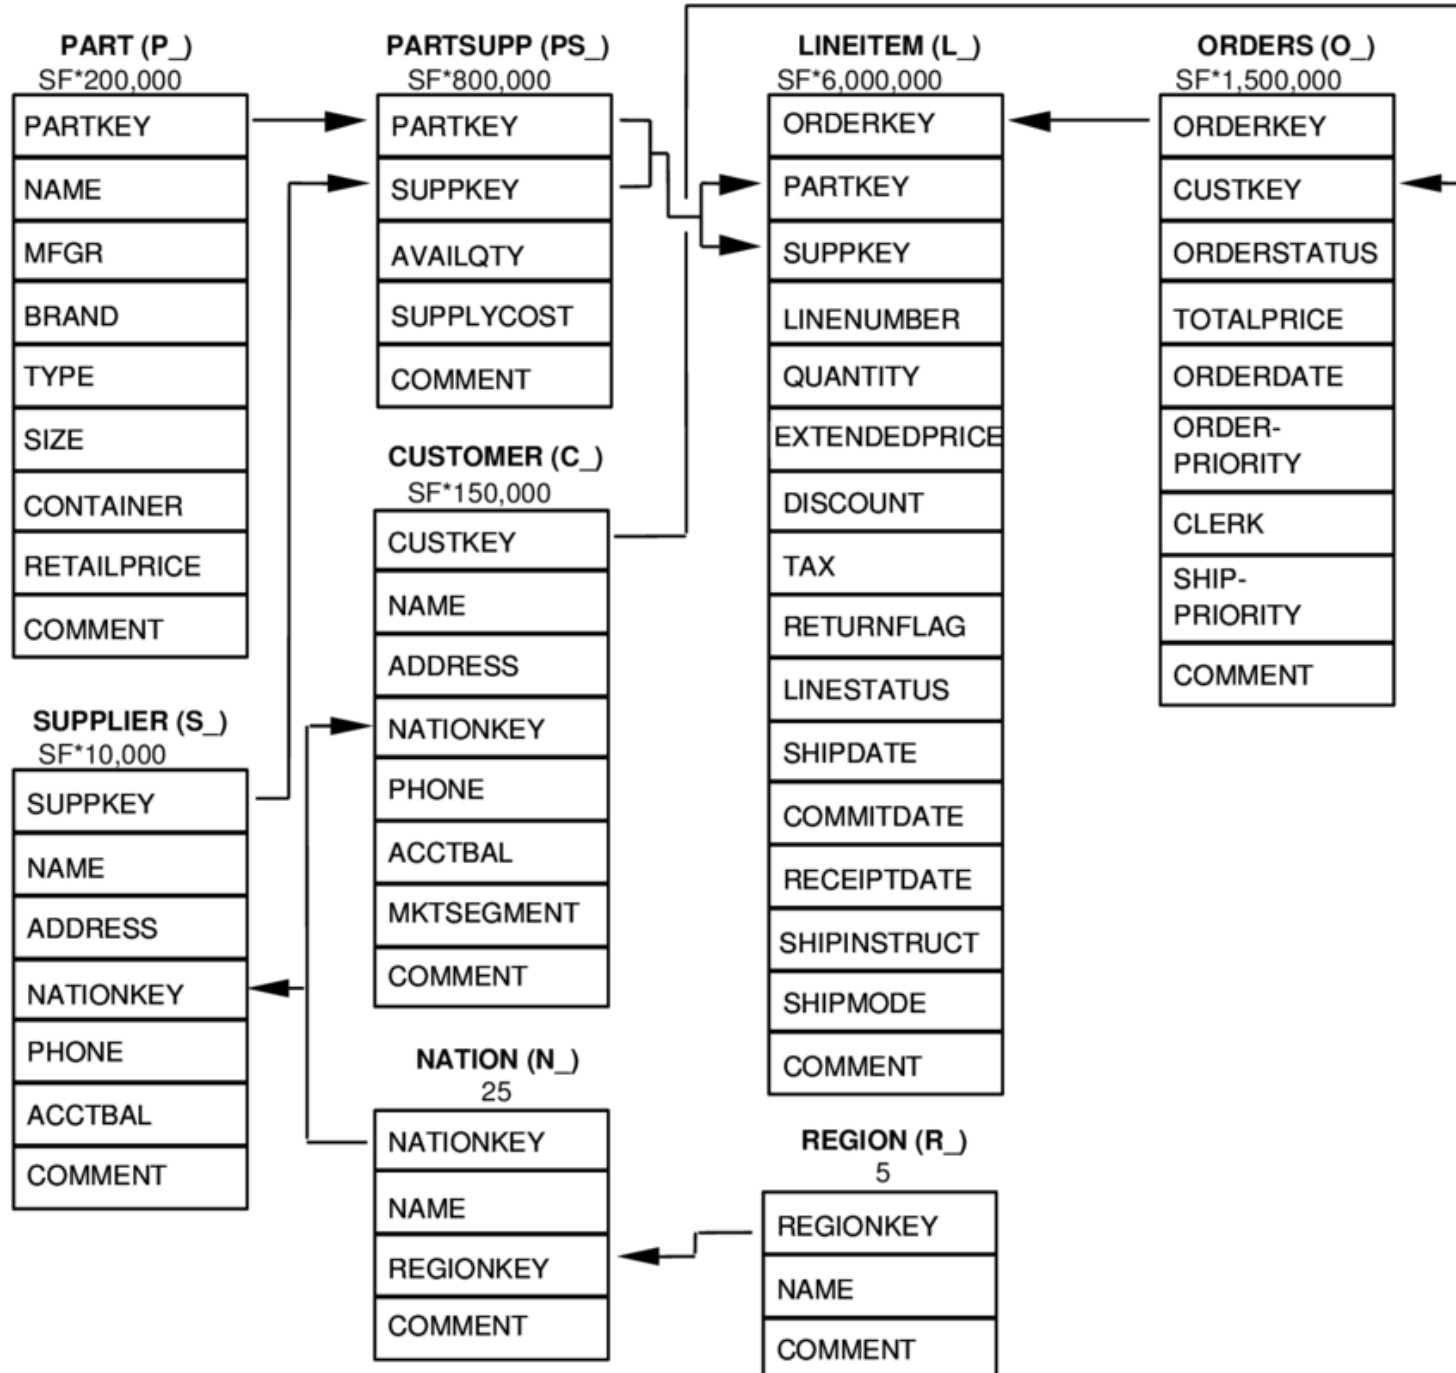 PART (P_)
SF*200,000
PARTKEY
NAME
MFGR
BRAND
TYPE
SIZE
CONTAINER
RETAILPRICE
COMMENT
SUPPLIER (S_)
SF*10,000
SUPPKEY
NAME
ADDRESS
NATIONKEY
PHONE
ACCTBAL
COMMENT
PARTSUPP (PS_)
SF*800,000
PARTKEY
SUPPKEY
AVAILQTY
SUPPLYCOST
COMMENT
CUSTOMER (C_)
SF*150,000
CUSTKEY
NAME
ADDRESS
NATIONKEY
PHONE
ACCTBAL
MKTSEGMENT
COMMENT
NATION (N_)
25
NATIONKEY
NAME
REGIONKEY
COMMENT
LINEITEM (L_)
SF*6,000,000
ORDERKEY
PARTKEY
SUPPKEY
LINENUMBER
QUANTITY
EXTENDEDPRICE
DISCOUNT
TAX
RETURNFLAG
LINESTATUS
SHIPDATE
COMMITDATE
RECEIPTDATE
SHIPINSTRUCT
SHIPMODE
COMMENT
REGION (R_)
5
REGIONKEY
NAME
COMMENT
ORDERS (O_)
SF*1,500,000
ORDERKEY
CUSTKEY
ORDERSTATUS
TOTALPRICE
ORDERDATE
ORDER-
PRIORITY
CLERK
SHIP-
PRIORITY
COMMENT